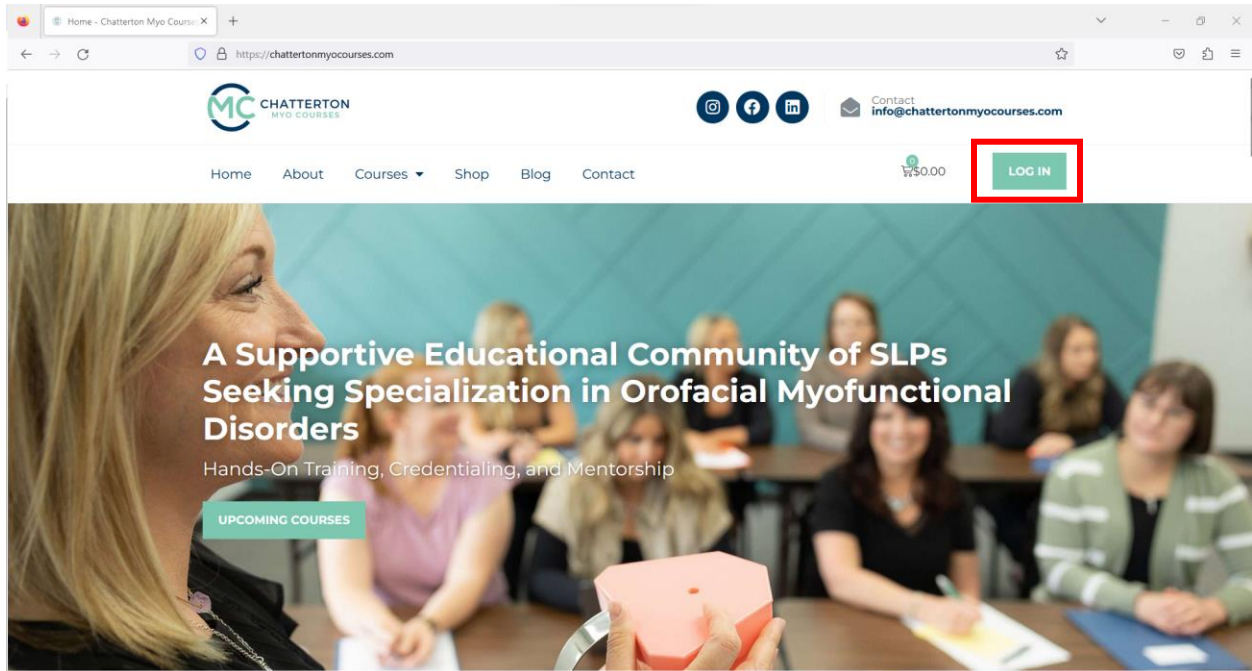 Home - Chatterton Myo Course
https://chattertonmyocourses.com
MC CHATTERTON
MYO COURSES
Contact
info@chattertonmyocourses.com
Home About Courses Shop Blog Contact
0
$0.00
LOG IN
A Supportive Educational Community of SLPs
Seeking Specialization in Orofacial Myofunctional
Disorders
Hands-On Training, Credentialing, and Mentorship
UPCOMING COURSES